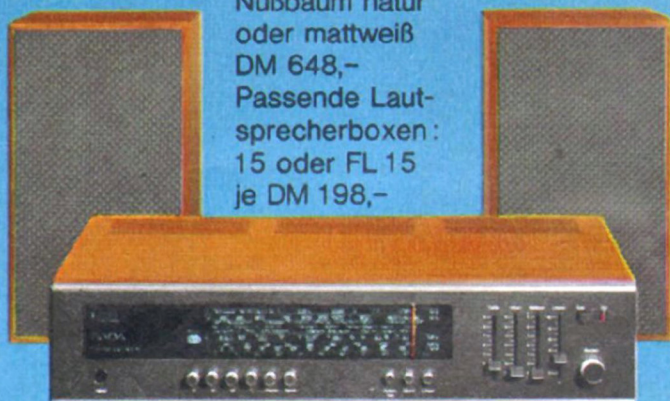 Nußbaum natur
oder mattweiß
DM 648,–
Passende Laut-
sprecherboxen:
15 oder FL 15
je DM 198,–